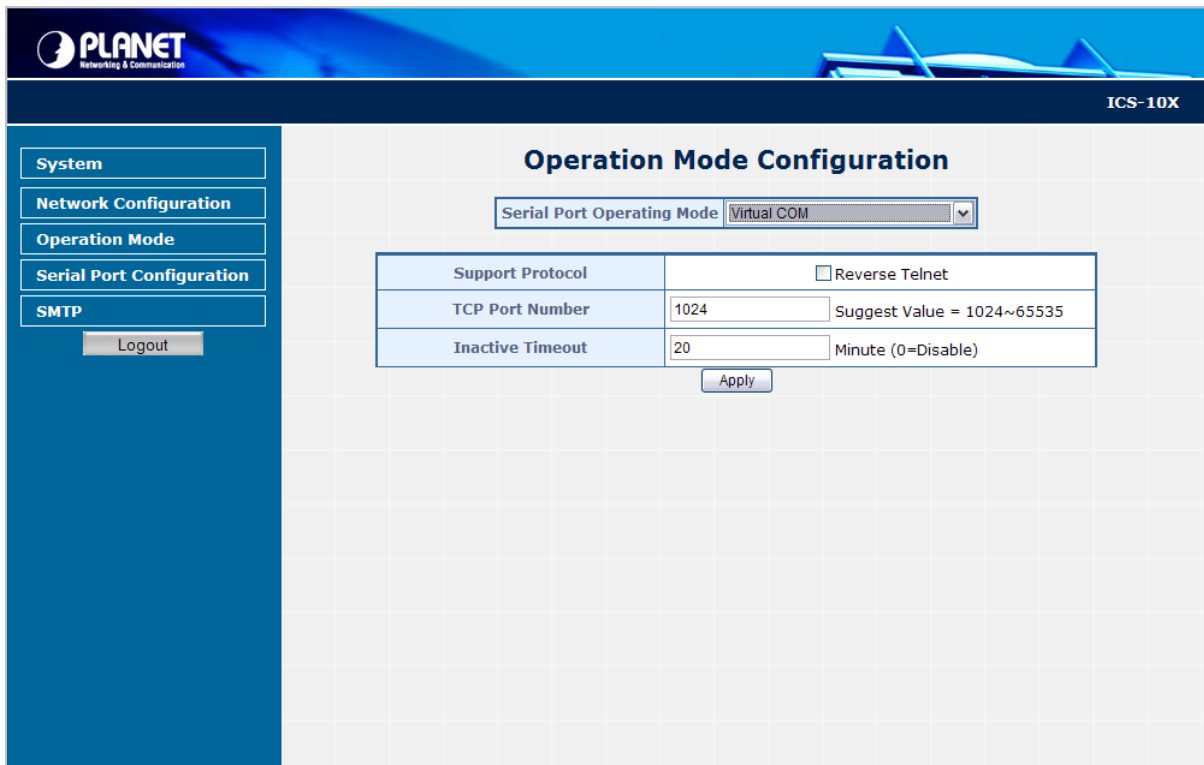 PLANET
Networking & Communication
ICS-10X
System
Network Configuration
Operation Mode
Serial Port Configuration
SMTP
Logout
Operation Mode Configuration
Serial Port Operating Mode Virtual COM
Support Protocol Reverse Telnet
TCP Port Number 1024 Suggest Value = 1024~65535
Inactive Timeout 20 Minute (0=Disable)
Apply